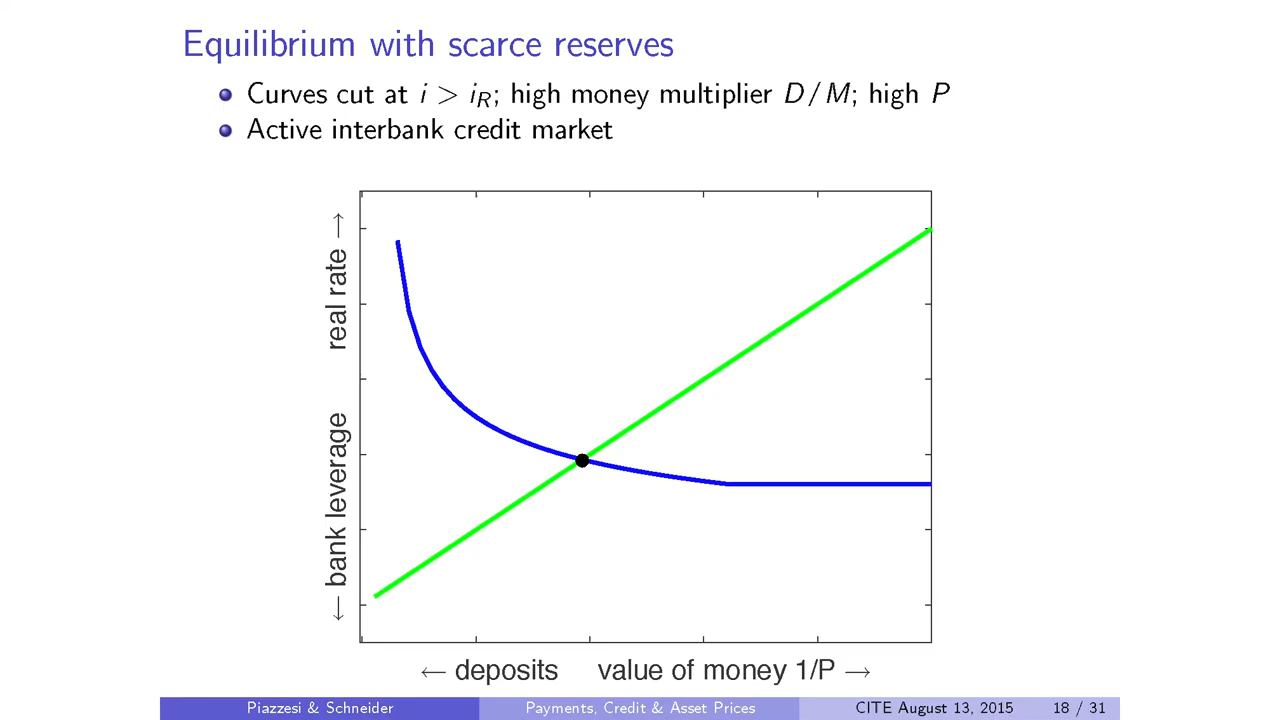 Equilibrium with scarce reserves
Curves cut at i > i_R; high money multiplier D/M; high P
Active interbank credit market
← bank leverage real rate →
← deposits value of money 1/P →
Piazzesi & Schneider Payments, Credit & Asset Prices CITE August 13, 2015 18 / 31